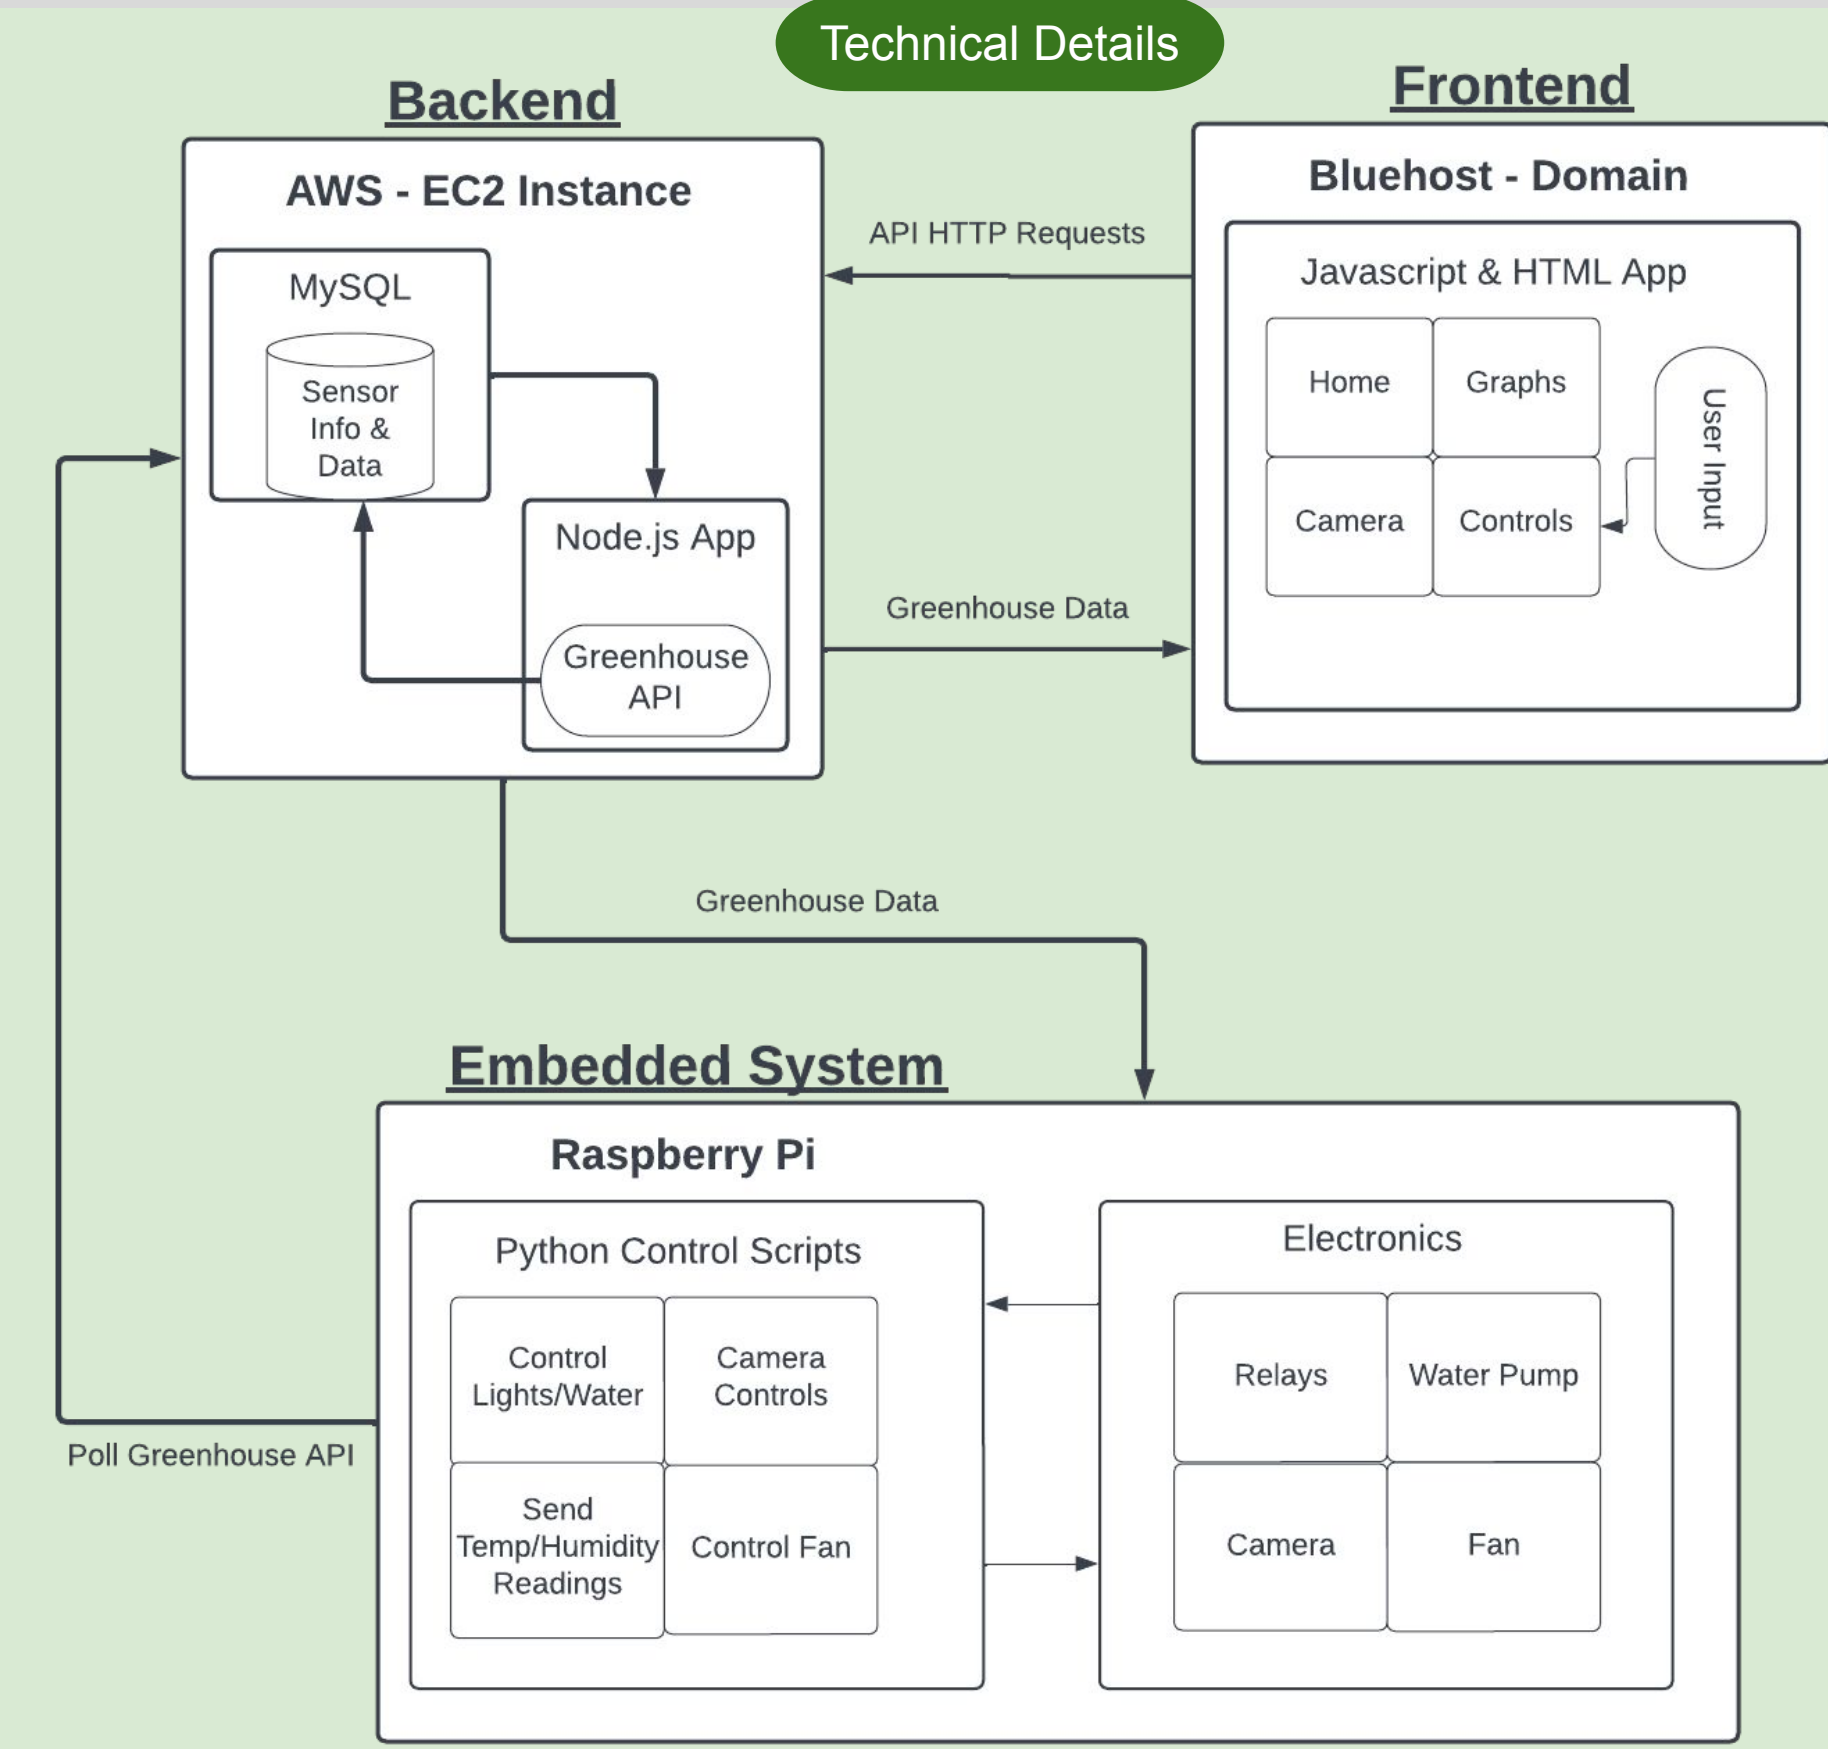 Technical Details
Backend
AWS - EC2 Instance
MySQL
Sensor
Info &
Data
Node.js App
Greenhouse
API
API HTTP Requests
Greenhouse Data
Frontend
Bluehost - Domain
Javascript & HTML App
Home
Graphs
Camera
Controls
User Input
Greenhouse Data
Poll Greenhouse API
Embedded System
Raspberry Pi
Python Control Scripts
Control
Lights/Water
Camera
Controls
Send
Temp/Humidity
Readings
Control Fan
Electronics
Relays
Water Pump
Camera
Fan